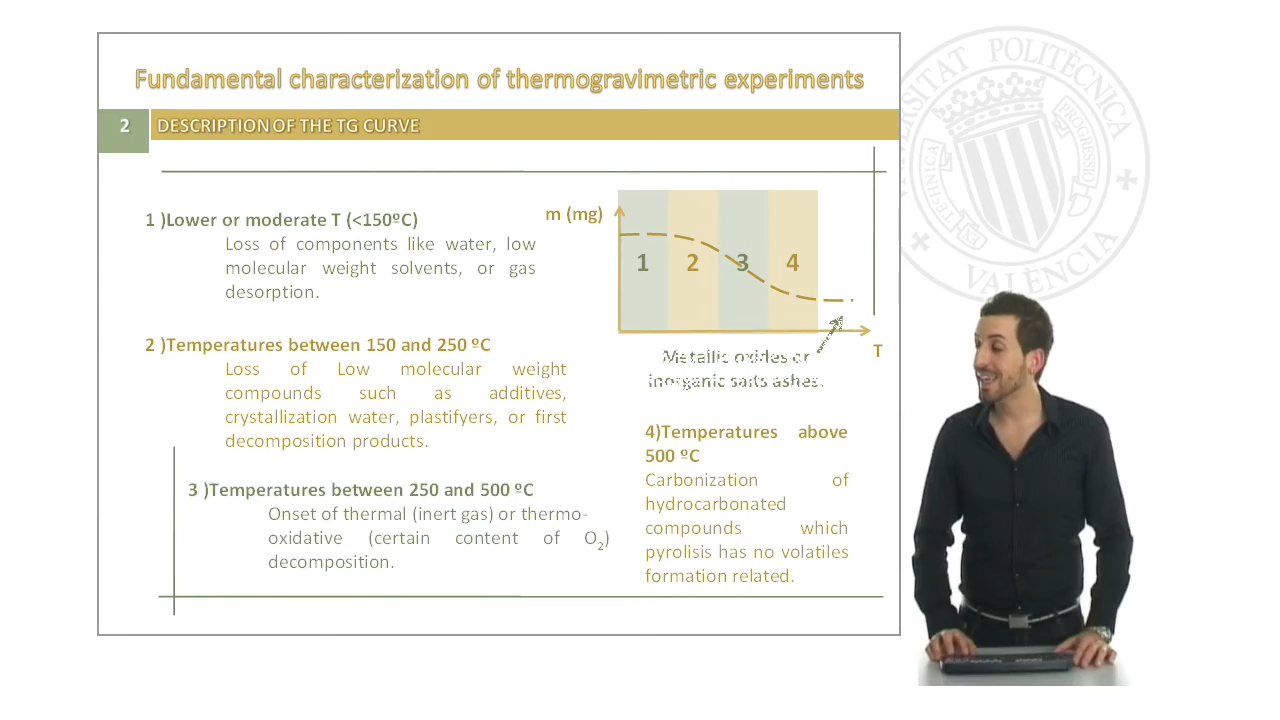 Fundamental characterization of thermogravimetric experiments
2
DESCRIPTION OF THE TG CURVE
1 )Lower or moderate T (<150ºC)
Loss of components like water, low
molecular weight solvents, or gas
desorption.
2 )Temperatures between 150 and 250 ºC
Loss of Low molecular weight
compounds such as additives,
crystallization water, plastifyers, or first
decomposition products.
3 )Temperatures between 250 and 500 ºC
Onset of thermal (inert gas) or thermo-
oxidative (certain content of O2)
decomposition.
m (mg)
1 2 3 4
T
Metallic oxides or
inorganic salts ashes.
4)Temperatures above
500 ºC
Carbonization of
hydrocarbonated
compounds which
pyrolisis has no volatiles
formation related.
UNIVERSITAT POLITÈCNICA
VALÈNCIA